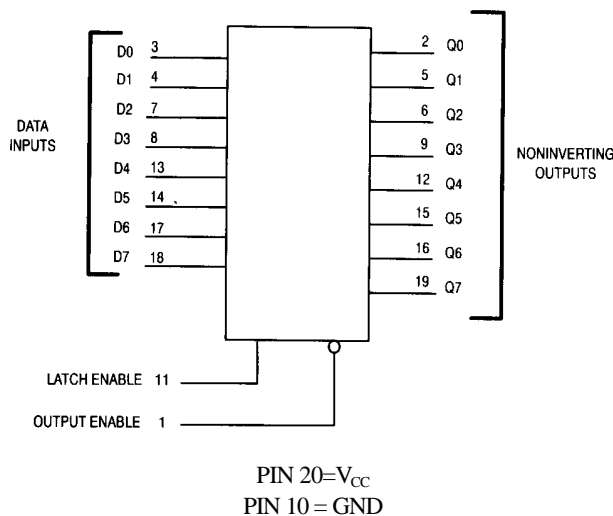 D0 3
D1 4
D2 7
D3 8
D4 13
D5 14
D6 17
D7 18
DATA
INPUTS
2 Q0
5 Q1
6 Q2
9 Q3
12 Q4
15 Q5
16 Q6
19 Q7
NONINVERTING
OUTPUTS
LATCH ENABLE 11
OUTPUT ENABLE 1
PIN 20=VCC
PIN 10 = GND